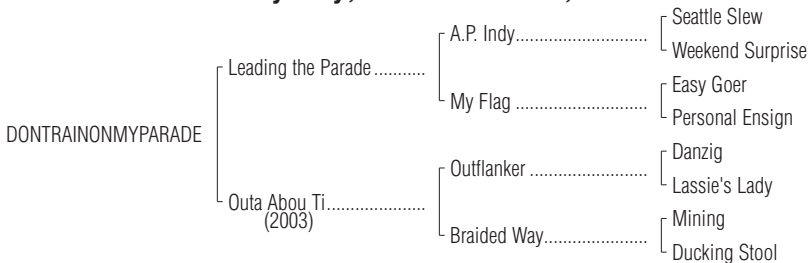 Seattle Slew
A.P. Indy
Weekend Surprise
Leading the Parade
Easy Goer
My Flag
Personal Ensign
DONTRAINONMYPARADE
Danzig
Outflanker
Lassie's Lady
Outa Abou Ti
(2003)
Mining
Braided Way
Ducking Stool